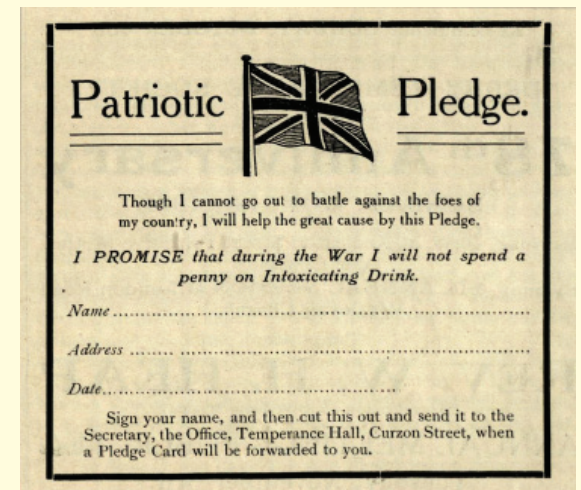 Patriotic Pledge.
Though I cannot go out to battle against the foes of
my country, I will help the great cause by this Pledge.
I PROMISE that during the War I will not spend a
penny on Intoxicating Drink.
Name
Address
Date
Sign your name, and then cut this out and send it to the
Secretary, the Office, Temperance Hall, Curzon Street, when
a Pledge Card will be forwarded to you.